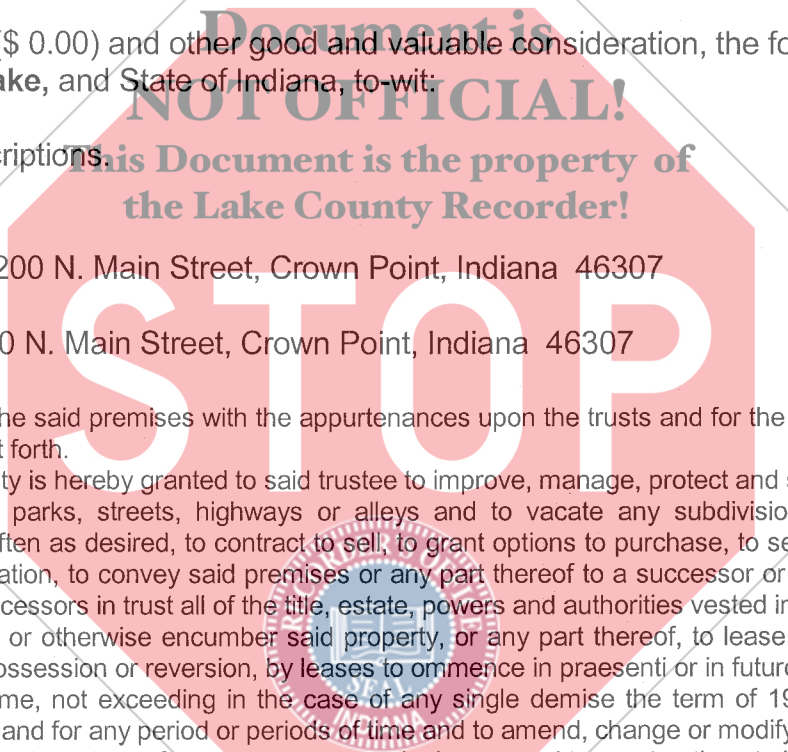 Document is
($ 0.00) and other good and valuable consideration, the fo
ake, and State of Indiana, to-wit:
NOT OFFICIAL!
criptions.
This Document is the property of
the Lake County Recorder!
200 N. Main Street, Crown Point, Indiana 46307
STOP
0 N. Main Street, Crown Point, Indiana 46307
he said premises with the appurtenances upon the trusts and for the
t forth.
ty is hereby granted to said trustee to improve, manage, protect and s
parks, streets, highways or alleys and to vacate any subdivisio
ften as desired, to contract to sell, to grant options to purchase, to se
ation, to convey said premises or any part thereof to a successor or
cessors in trust all of the title, estate, powers and authorities vested in
or otherwise encumber said property, or any part thereof, to lease
ossession or reversion, by leases to ommence in praesenti or in futuro
me, not exceeding in the case of any single demise the term of 19
and for any period or periods of time and to amend, change or modify
SEAL
INDIANA